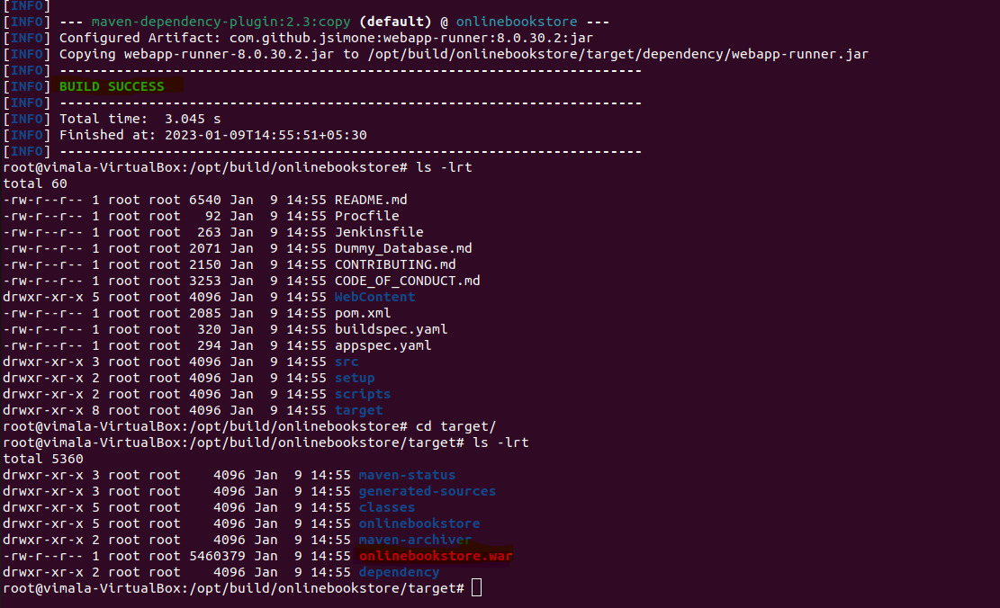 [INFO]
[INFO] --- maven-dependency-plugin:2.3:copy (default) @ onlinebookstore ---
[INFO] Configured Artifact: com.github.jsimone:webapp-runner:8.0.30.2:jar
[INFO] Copying webapp-runner-8.0.30.2.jar to /opt/build/onlinebookstore/target/dependency/webapp-runner.jar
[INFO] ------------------------------------------------------------------------
[INFO] BUILD SUCCESS
[INFO] ------------------------------------------------------------------------
[INFO] Total time:  3.045 s
[INFO] Finished at: 2023-01-09T14:55:51+05:30
[INFO] ------------------------------------------------------------------------
root@vimala-VirtualBox:/opt/build/onlinebookstore# ls -lrt
total 60
-rw-r--r-- 1 root root 6540 Jan  9 14:55 README.md
-rw-r--r-- 1 root root   92 Jan  9 14:55 Procfile
-rw-r--r-- 1 root root  263 Jan  9 14:55 Jenkinsfile
-rw-r--r-- 1 root root 2071 Jan  9 14:55 Dummy_Database.md
-rw-r--r-- 1 root root 2150 Jan  9 14:55 CONTRIBUTING.md
-rw-r--r-- 1 root root 3253 Jan  9 14:55 CODE_OF_CONDUCT.md
drwxr-xr-x 5 root root 4096 Jan  9 14:55 WebContent
-rw-r--r-- 1 root root 2085 Jan  9 14:55 pom.xml
-rw-r--r-- 1 root root  320 Jan  9 14:55 buildspec.yaml
-rw-r--r-- 1 root root  294 Jan  9 14:55 appspec.yaml
drwxr-xr-x 3 root root 4096 Jan  9 14:55 src
drwxr-xr-x 2 root root 4096 Jan  9 14:55 setup
drwxr-xr-x 2 root root 4096 Jan  9 14:55 scripts
drwxr-xr-x 8 root root 4096 Jan  9 14:55 target
root@vimala-VirtualBox:/opt/build/onlinebookstore# cd target/
root@vimala-VirtualBox:/opt/build/onlinebookstore/target# ls -lrt
total 5360
drwxr-xr-x 3 root root    4096 Jan  9 14:55 maven-status
drwxr-xr-x 3 root root    4096 Jan  9 14:55 generated-sources
drwxr-xr-x 5 root root    4096 Jan  9 14:55 classes
drwxr-xr-x 5 root root    4096 Jan  9 14:55 onlinebookstore
drwxr-xr-x 2 root root    4096 Jan  9 14:55 maven-archiver
-rw-r--r-- 1 root root 5460379 Jan  9 14:55 onlinebookstore.war
drwxr-xr-x 2 root root    4096 Jan  9 14:55 dependency
root@vimala-VirtualBox:/opt/build/onlinebookstore/target#